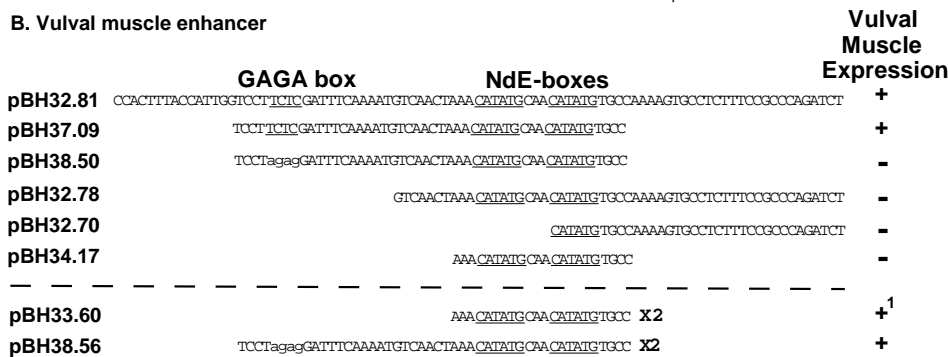 B. Vulval muscle enhancer
Vulval
Muscle
Expression
GAGA box NdE-boxes
pBH32.81 CCACTTTACCATTGGTCCTTCTCGATTTCAAAATGTCAACTAAACATATGCAACATATGTGCCAAAAGTGCCTCTTTCCGCCCAGATCT +
pBH37.09 TCCTTCTCGATTTCAAAATGTCAACTAAACATATGCAACATATGTGCC +
pBH38.50 TCCTagagGATTTCAAAATGTCAACTAAACATATGCAACATATGTGCC -
pBH32.78 GTCAACTAAACATATGCAACATATGTGCCAAAAGTGCCTCTTTCCGCCCAGATCT -
pBH32.70 CATATGTGCCAAAAGTGCCTCTTTCCGCCCAGATCT -
pBH34.17 AAACATATGCAACATATGTGCC -
pBH33.60 AAACATATGCAACATATGTGCC X2 +1
pBH38.56 TCCTagagGATTTCAAAATGTCAACTAAACATATGCAACATATGTGCC X2 +